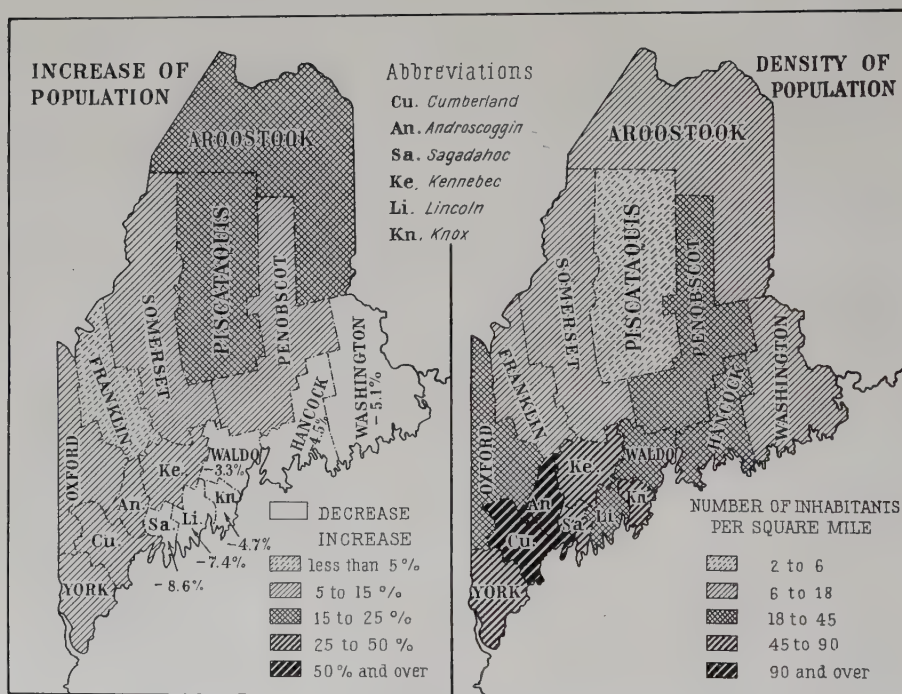 INCREASE OF
POPULATION
AROOSTOOK
PISCATAQUIS
SOMERSET
PENOBSCOT
FRANKLIN
WASHINGTON
-5.1%
HANCOCK
-4.5%
OXFORD
WALDO
-3.3%
Ke.
An.
Kn.
Sa.
Li.
Cu.
-4.7%
-7.4%
-8.6%
YORK
DECREASE
INCREASE
less than 5%
5 to 15 %
15 to 25 %
25 to 50 %
50 % and over
Abbreviations
Cu. Cumberland
An. Androscoggin
Sa. Sagadahoc
Ke. Kennebec
Li. Lincoln
Kn. Knox
DENSITY OF
POPULATION
AROOSTOOK
PISCATAQUIS
PENOBSCOT
SOMERSET
FRANKLIN
HANCOCK
WASHINGTON
OXFORD
WALDO
Ke.
An
Kn.
Sa.
Li.
Cu.
YORK
NUMBER OF INHABITANTS
PER SQUARE MILE
2 to 6
6 to 18
18 to 45
45 to 90
90 and over